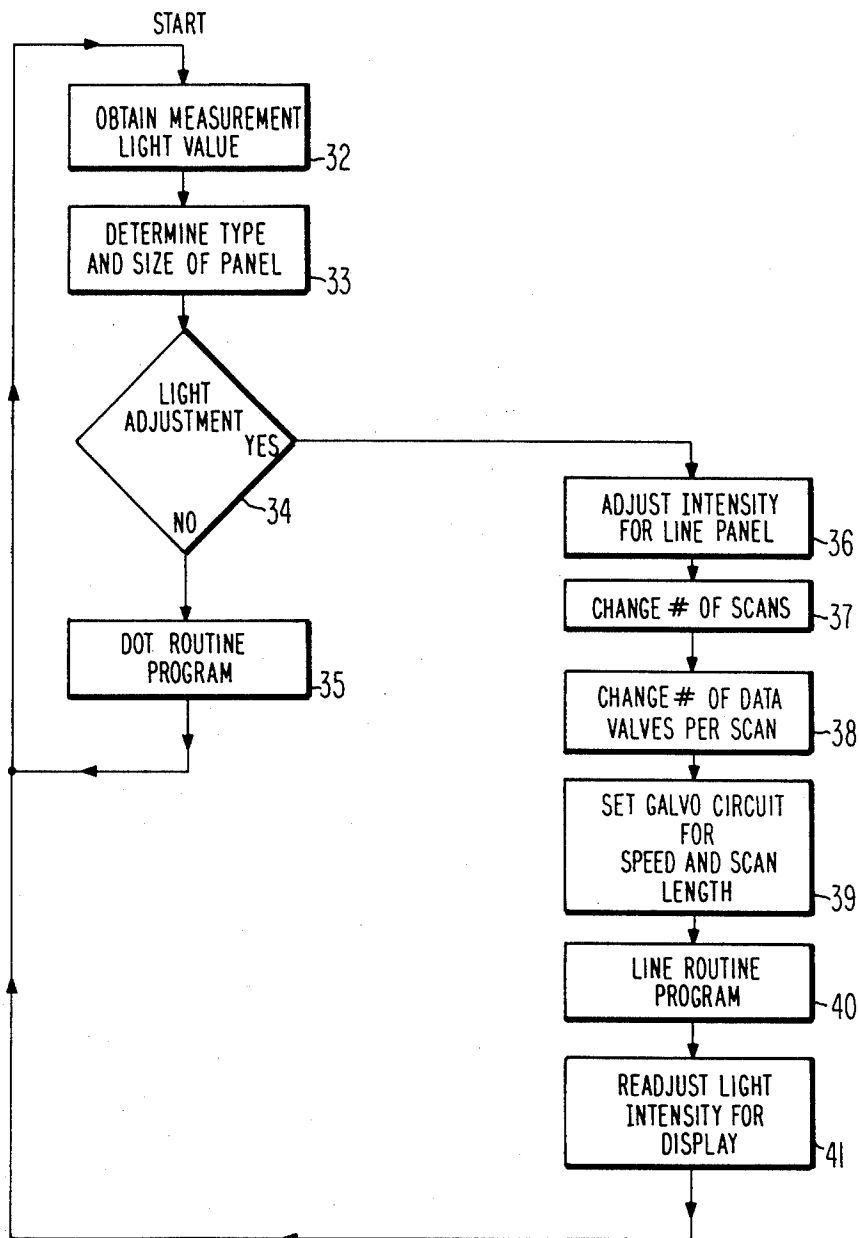 START
OBTAIN MEASUREMENT
LIGHT VALUE
32
DETERMINE TYPE
AND SIZE OF PANEL
33
LIGHT
ADJUSTMENT
YES
NO
34
DOT ROUTINE
PROGRAM
35
ADJUST INTENSITY
FOR LINE PANEL
36
CHANGE # OF SCANS
37
CHANGE # OF DATA
VALVES PER SCAN
38
SET GALVO CIRCUIT
FOR
SPEED AND SCAN
LENGTH
39
LINE ROUTINE
PROGRAM
40
READJUST LIGHT
INTENSITY FOR
DISPLAY
41